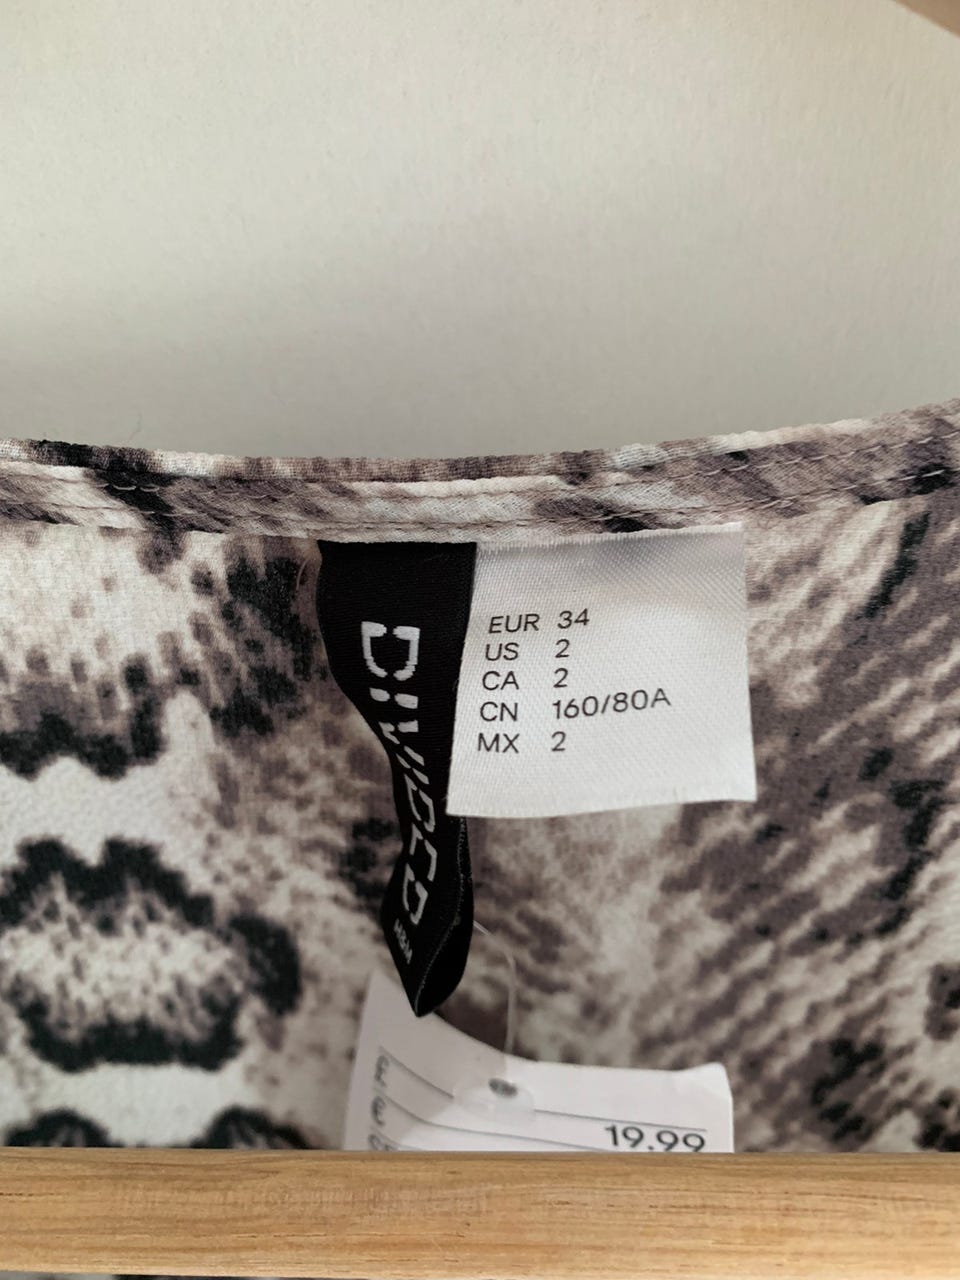 DIVIDED
H&M
EUR 34
US 2
CA 2
CN 160/80A
MX 2
19.99